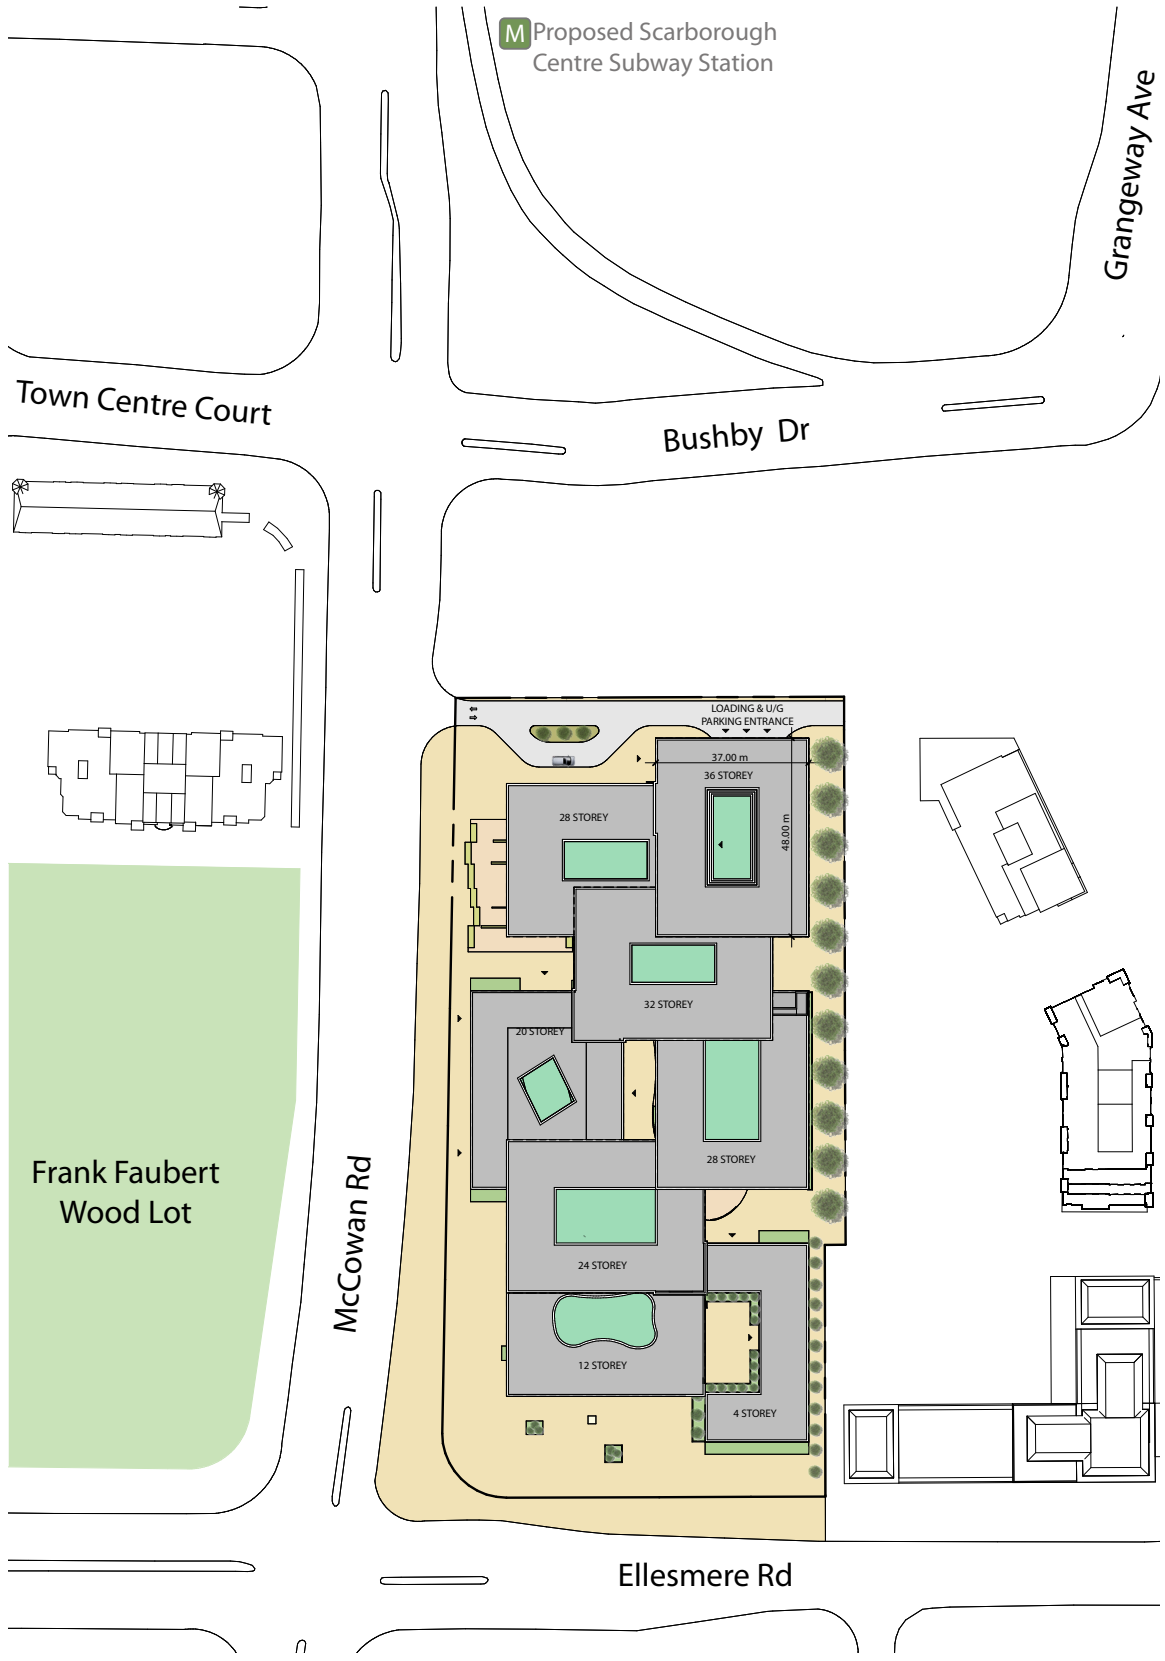 M Proposed Scarborough
Centre Subway Station
Grangeway Ave
Town Centre Court
Bushby Dr
LOADING & U/G
PARKING ENTRANCE
37.00 m
36 STOREY
28 STOREY
48.00 m
32 STOREY
20 STOREY
28 STOREY
Frank Faubert
Wood Lot
McCowan Rd
24 STOREY
12 STOREY
4 STOREY
Ellesmere Rd